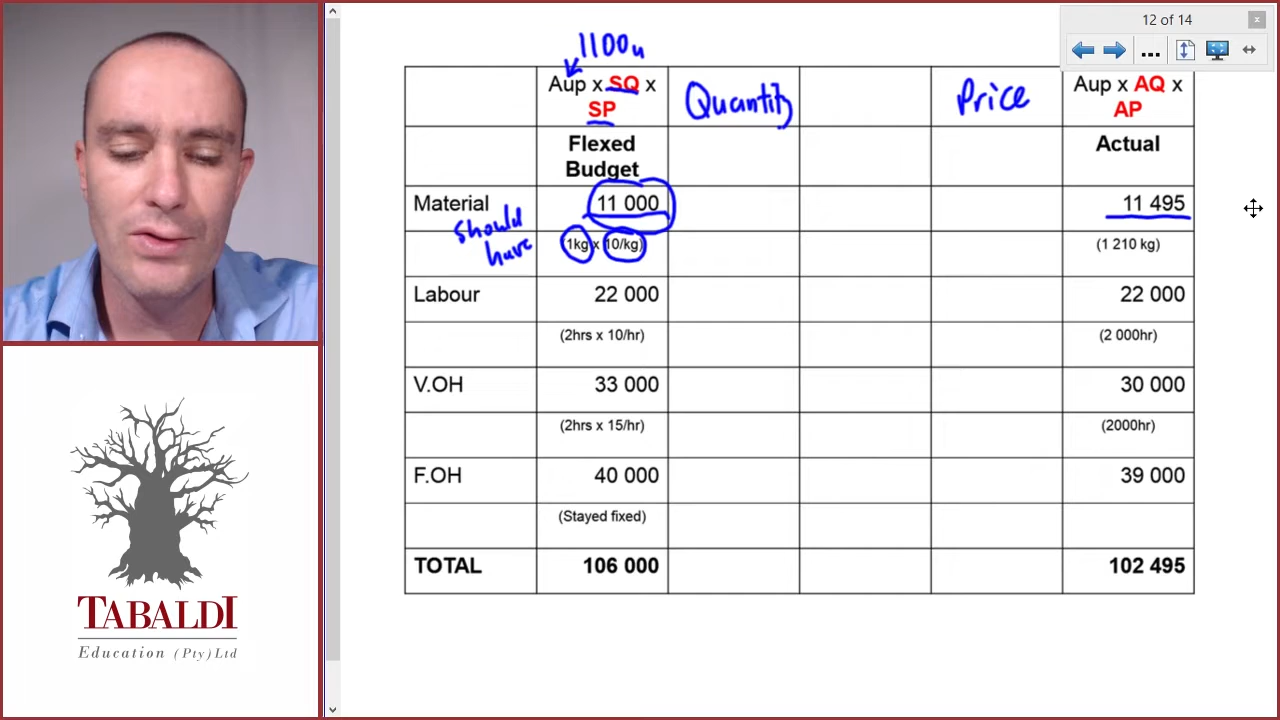 12 of 14
1100u
Aup x SQ x
SP
Quantity
Price
Aup x AQ x
AP
Flexed
Budget
Actual
Material
11 000
11 495
should
have
(1kg x 10/kg)
(1 210 kg)
Labour
22 000
22 000
(2hrs x 10/hr)
(2 000hr)
V.OH
33 000
30 000
(2hrs x 15/hr)
(2000hr)
F.OH
40 000
39 000
(Stayed fixed)
TOTAL
106 000
102 495
TABALDI
Education (Pty) Ltd